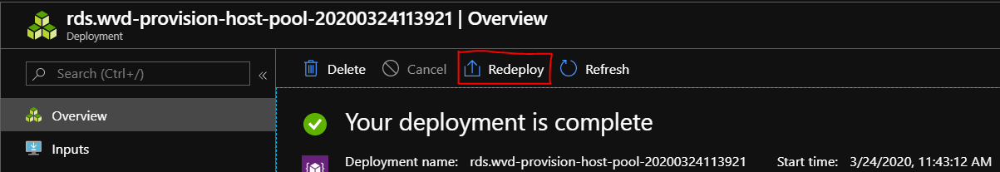 rds.wvd-provision-host-pool-20200324113921 | Overview
Deployment
Search (Ctrl+/)
«
Delete Cancel Redeploy Refresh
Overview
Your deployment is complete
Inputs
Deployment name: rds.wvd-provision-host-pool-20200324113921 Start time: 3/24/2020, 11:43:12 AM